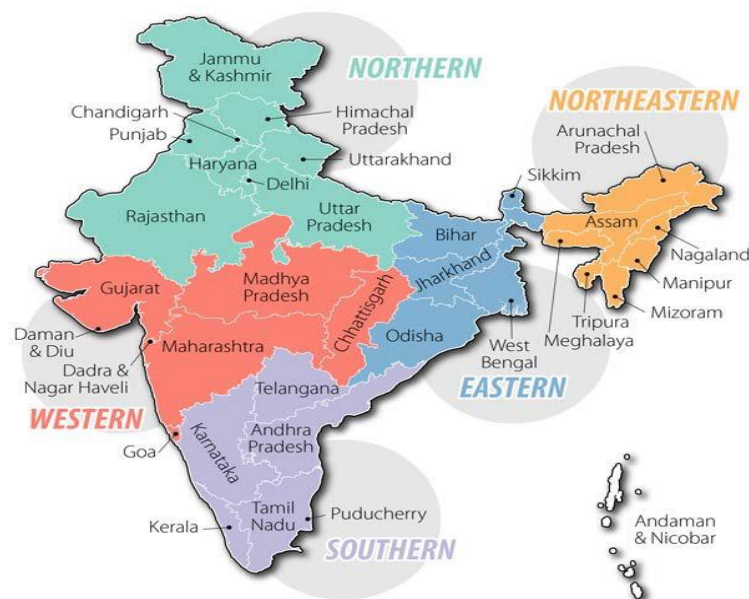 Jammu
& Kashmir
NORTHERN
NORTHEASTERN
Chandigarh
Punjab
Himachal
Pradesh
Arunachal
Pradesh
Haryana
Uttarakhand
Delhi
Sikkim
Rajasthan
Uttar
Pradesh
Bihar
Assam
Nagaland
Jharkhand
Manipur
Gujarat
Madhya
Pradesh
Chhattisgarh
Mizoram
Tripura
Meghalaya
Daman
& Diu
Maharashtra
Odisha
West
Bengal
Dadra &
Nagar Haveli
EASTERN
WESTERN
Telangana
Goa
Karnataka
Andhra
Pradesh
Kerala
Tamil
Nadu
Puducherry
SOUTHERN
Andaman
& Nicobar